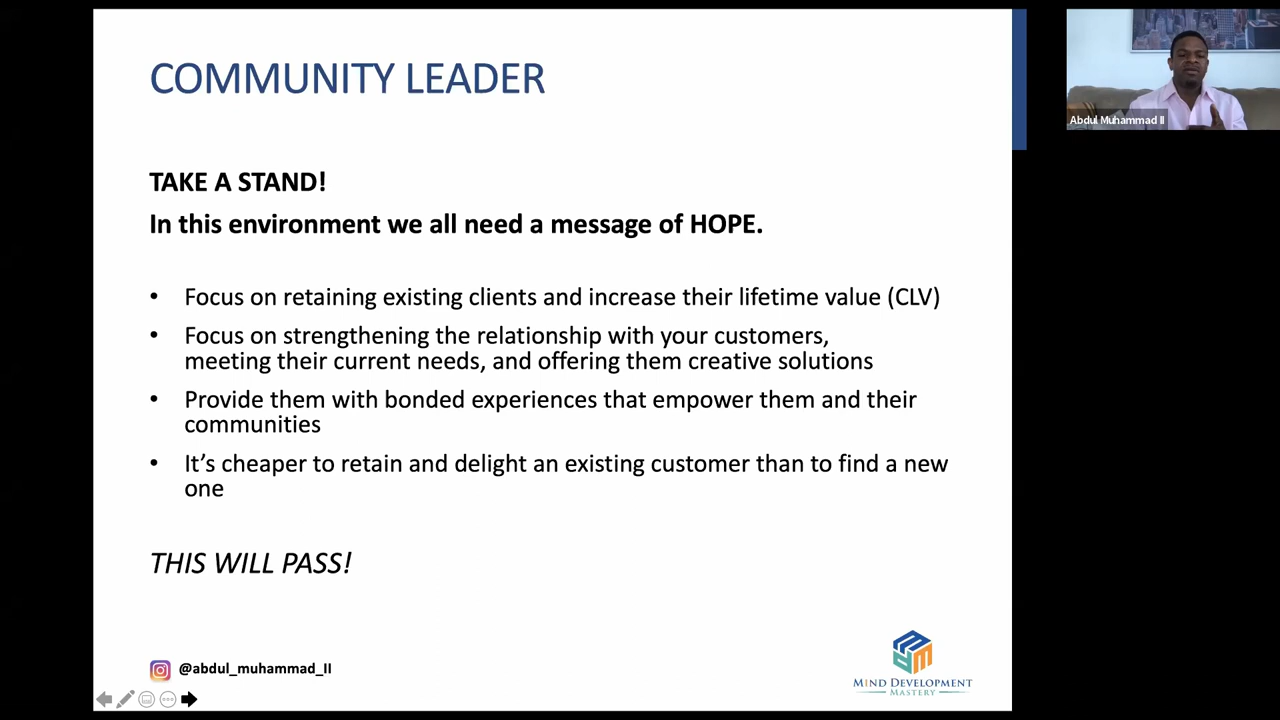 COMMUNITY LEADER
Abdul Muhammad II
TAKE A STAND!
In this environment we all need a message of HOPE.
• Focus on retaining existing clients and increase their lifetime value (CLV)
• Focus on strengthening the relationship with your customers,
meeting their current needs, and offering them creative solutions
• Provide them with bonded experiences that empower them and their
communities
• It’s cheaper to retain and delight an existing customer than to find a new
one
THIS WILL PASS!
@abdul_muhammad_II
MIND DEVELOPMENT
MASTERY